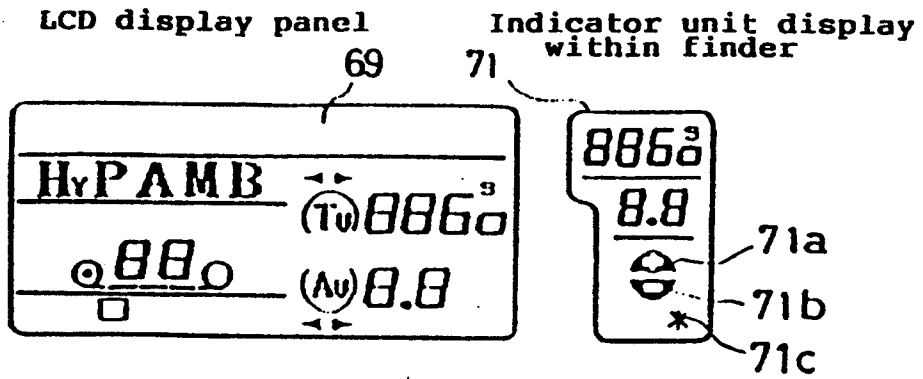 LCD display panel
Indicator unit display
within finder
69
71
HYPAMB
(Tv) 886
88
(Av) 8.8
886
8.8
71a
71b
71c